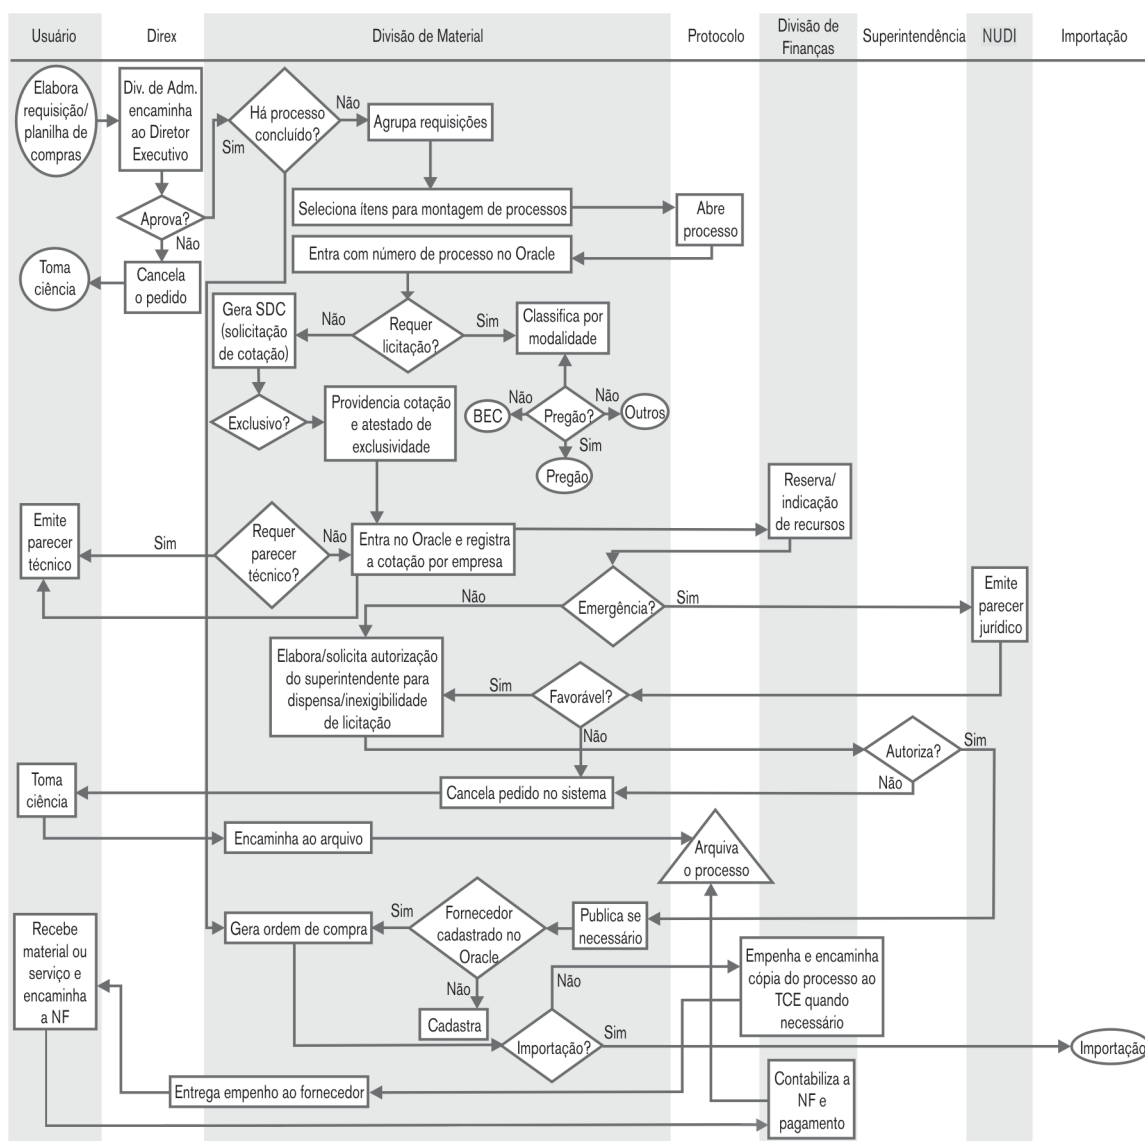 Usuário
Direx
Divisão de Material
Protocolo
Divisão de
Finanças
Superintendência
NUDI
Importação
Elabora
requisição/
planilha de
compras
Div. de Adm.
encaminha
ao Diretor
Executivo
Há processo
concluído?
Não
Sim
Agrupa requisições
Aprova?
Não
Seleciona ítens para montagem de processos
Abre
processo
Toma
ciência
Cancela
o pedido
Entra com número de processo no Oracle
Gera SDC
(solicitação
de cotação)
Não
Requer
licitação?
Sim
Classifica por
modalidade
Exclusivo?
Providencia cotação
e atestado de
exclusividade
BEC
Não
Pregão?
Não
Outros
Sim
Pregão
Reserva/
indicação
de recursos
Emite
parecer
técnico
Sim
Requer
parecer
técnico?
Não
Entra no Oracle e registra
a cotação por empresa
Não
Emergência?
Sim
Emite
parecer
jurídico
Elabora/solicita autorização
do superintendente para
dispensa/inexigibilidade
de licitação
Sim
Favorável?
Não
Autoriza?
Sim
Não
Toma
ciência
Cancela pedido no sistema
Encaminha ao arquivo
Arquiva
o processo
Recebe
material ou
serviço e
encaminha
a NF
Gera ordem de compra
Sim
Fornecedor
cadastrado no
Oracle
Publica se
necessário
Não
Cadastra
Não
Importação?
Sim
Empenha e encaminha
cópia do processo ao
TCE quando
necessário
Importação
Entrega empenho ao fornecedor
Contabiliza a
NF e
pagamento